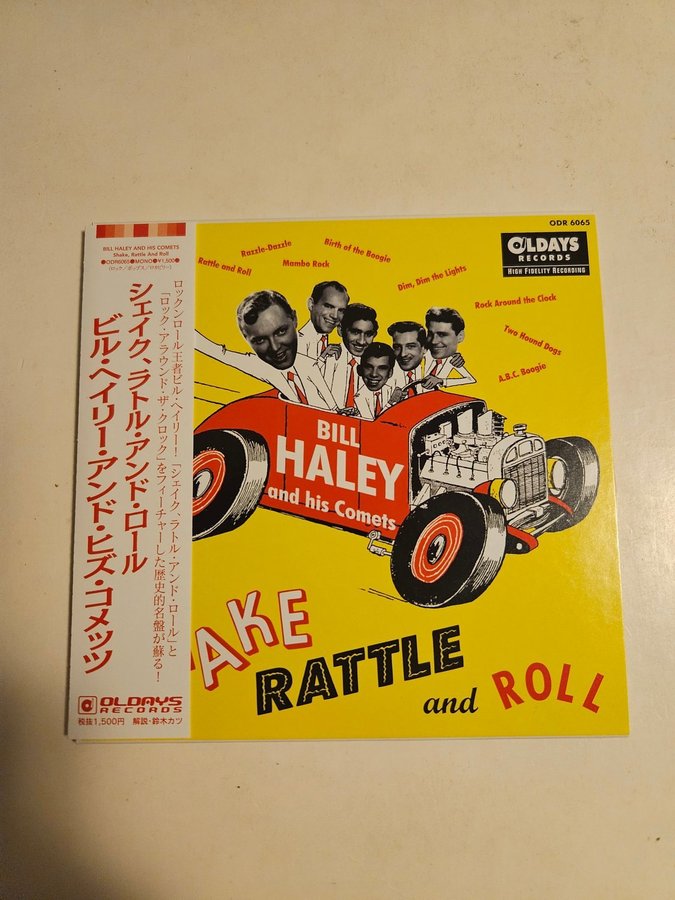 BILL HALEY AND HIS COMETS
Shake, Rattle And Roll
●ODR6065●MONO●¥1,500●
(ロック/ポップス/ロカビリー)
ロックンロール王者ビル・ヘイリー!「シェイク、ラトル・アンド・ロール」と
「ロック・アラウンド・ザ・クロック」をフィーチャーした歴史的名盤が蘇る!
シェイク、ラトル・アンド・ロール
ビル・ヘイリー・アンド・ヒズ・コメッツ
OLDAYS
RECORDS
税抜1,500円 解説・鈴木カツ
ODR 6065
OLDAYS
RECORDS
HIGH FIDELITY RECORDING
Rattle and Roll
Razzle-Dazzle
Mambo Rock
Birth of the Boogie
Dim, Dim the Lights
Rock Around the Clock
Two Hound Dogs
A.B.C. Boogie
BILL
HALEY
and his Comets
AKE
RATTLE
and ROLL